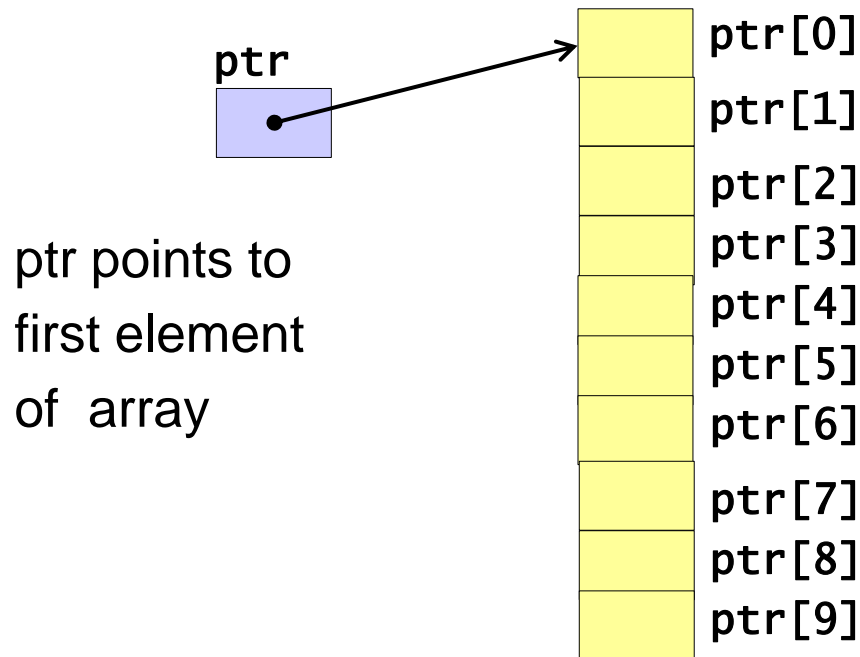 ptr
ptr points to
first element
of array
ptr[0]
ptr[1]
ptr[2]
ptr[3]
ptr[4]
ptr[5]
ptr[6]
ptr[7]
ptr[8]
ptr[9]